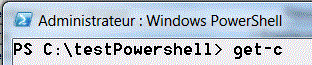 Administrateur : Windows PowerShell
PS C:\testPowershell> get-c